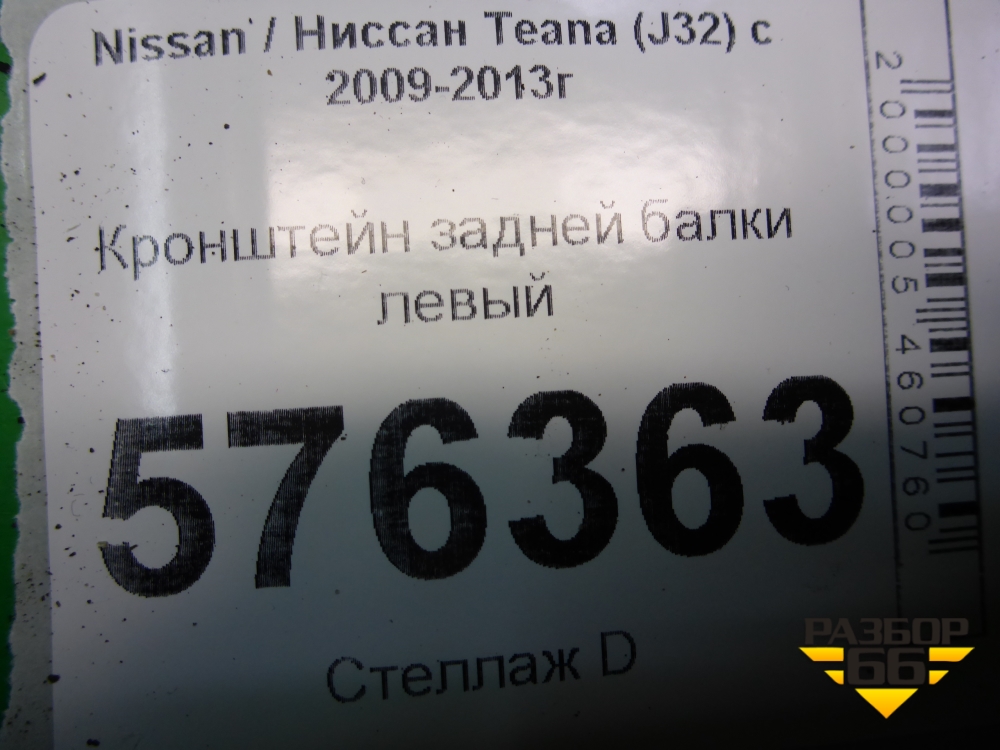 Nissan / Ниссан Teana (J32) с
2009-2013г
Кронштейн задней балки
левый
576363
Стеллаж D
2000005460760
РАЗБОР
66